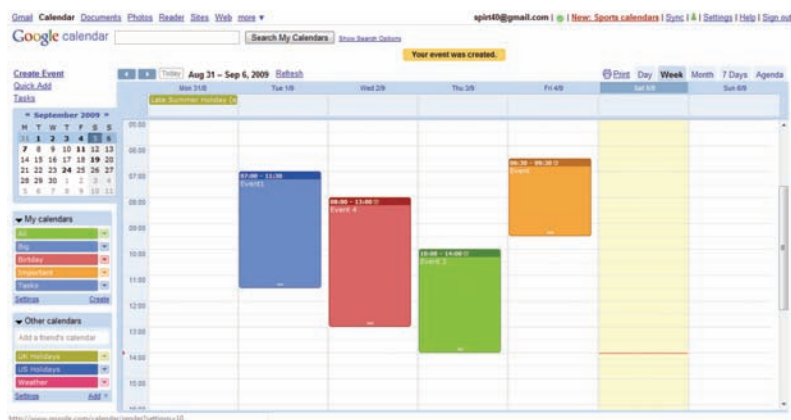 Gmail Calendar Documents Photos Reader Sites Web more ▼
spirt40@gmail.com | | New: Sports calendars | Sync | | Settings | Help | Sign out
Google calendar Search My Calendars Show Search Options
Your event was created.
Create Event
Quick Add
Tasks
Today Aug 31 – Sep 6, 2009 Refresh
Print Day Week Month 7 Days Agenda
Mon 31/8 Tue 1/9 Wed 2/9 Thu 3/9 Fri 4/9 Sat 5/9 Sun 6/9
Late Summer Holiday
« September 2009 »
M T W T F S S
31 1 2 3 4 5 6
7 8 9 10 11 12 13
14 15 16 17 18 19 20
21 22 23 24 25 26 27
28 29 30 1 2 3 4
5 6 7 8 9 10 11
My calendars
All
Big
Birtday
Important
Tasks
Settings Create
Other calendars
Add a friend's calendar
UK Holidays
US Holidays
Weather
Settings Add
05:00
06:00
07:00
08:00
09:00
10:00
11:00
12:00
13:00
14:00
15:00
07:00 - 11:30
Event1
08:00 - 13:00
Event 4
10:00 - 14:00
Event 3
06:30 - 09:30
Event